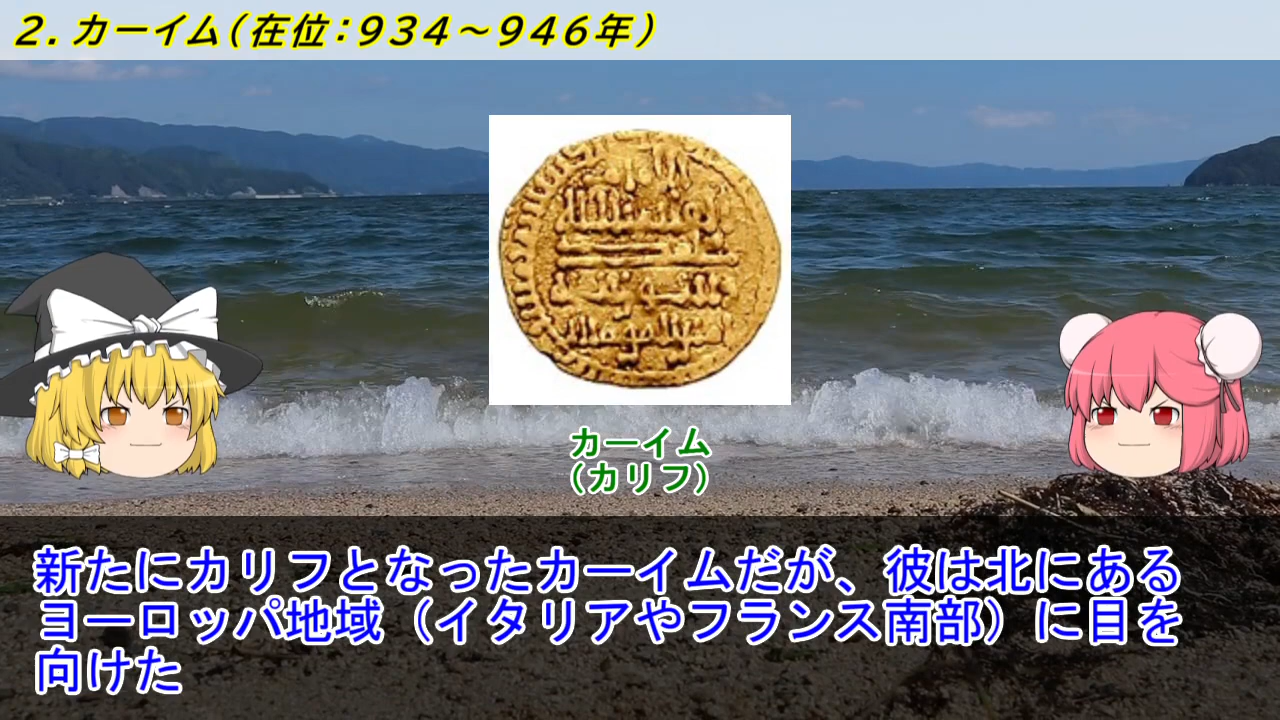 2．カーイム（在位：934～946年）
カーイム
（カリフ）
新たにカリフとなったカーイムだが、彼は北にある
ヨーロッパ地域（イタリアやフランス南部）に目を
向けた